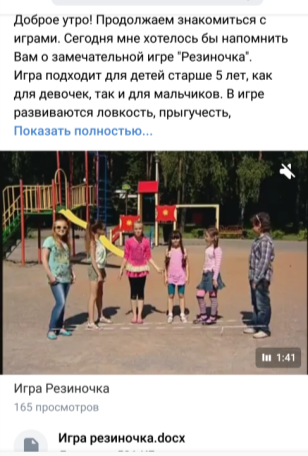 Доброе утро! Продолжаем знакомиться с
играми. Сегодня мне хотелось бы напомнить
Вам о замечательной игре "Резиночка".
Игра подходит для детей старше 5 лет, как
для девочек, так и для мальчиков. В игре
развиваются ловкость, прыгучесть,
Показать полностью...
1:41
Игра Резиночка
165 просмотров
Игра резиночка.docx